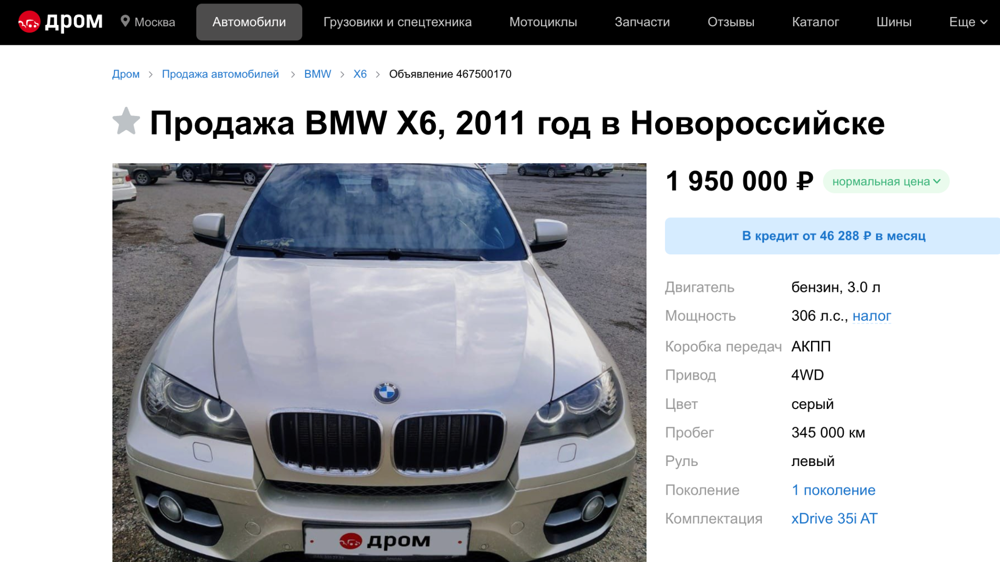 дром Москва Автомобили Грузовики и спецтехника Мотоциклы Запчасти Отзывы Каталог Шины Еще
Дром > Продажа автомобилей > BMW > X6 > Объявление 467500170
Продажа BMW X6, 2011 год в Новороссийске
1 950 000 ₽ нормальная цена
В кредит от 46 288 ₽ в месяц
Двигатель бензин, 3.0 л
Мощность 306 л.с., налог
Коробка передач АКПП
Привод 4WD
Цвет серый
Пробег 345 000 км
Руль левый
Поколение 1 поколение
Комплектация xDrive 35i AT
BMW
дром